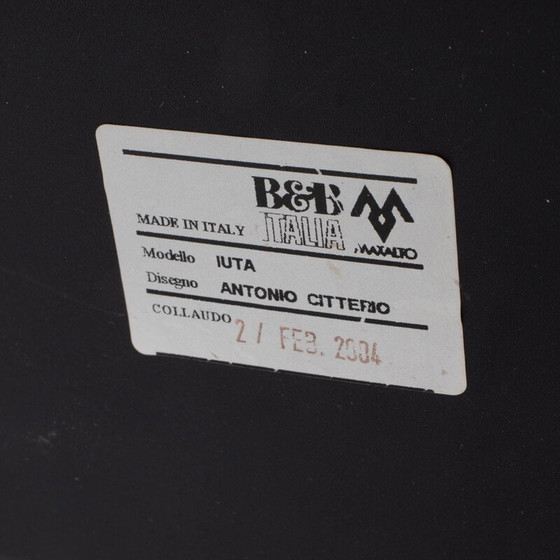 B&B
ITALIA
MADE IN ITALY
MAXALTO
Modello IUTA
Disegno ANTONIO CITTERIO
COLLAUDO 2 / FEB. 2004